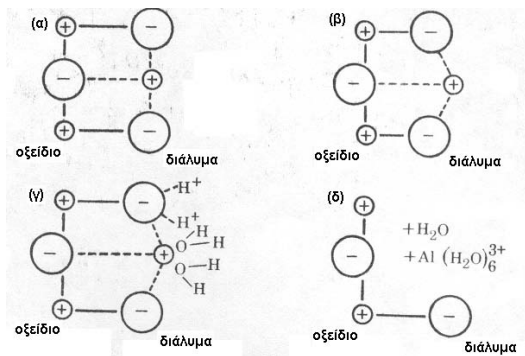 (α)
+
−
−
+
+
−
οξείδιο
διάλυμα
(β)
+
−
−
+
+
−
οξείδιο
διάλυμα
(γ)
+
−
H+
H+
−
+
O
H
H
O
H
H
+
−
οξείδιο
διάλυμα
(δ)
+
−
+
−
+H₂O
+Al (H₂O)₆³⁺
οξείδιο
διάλυμα